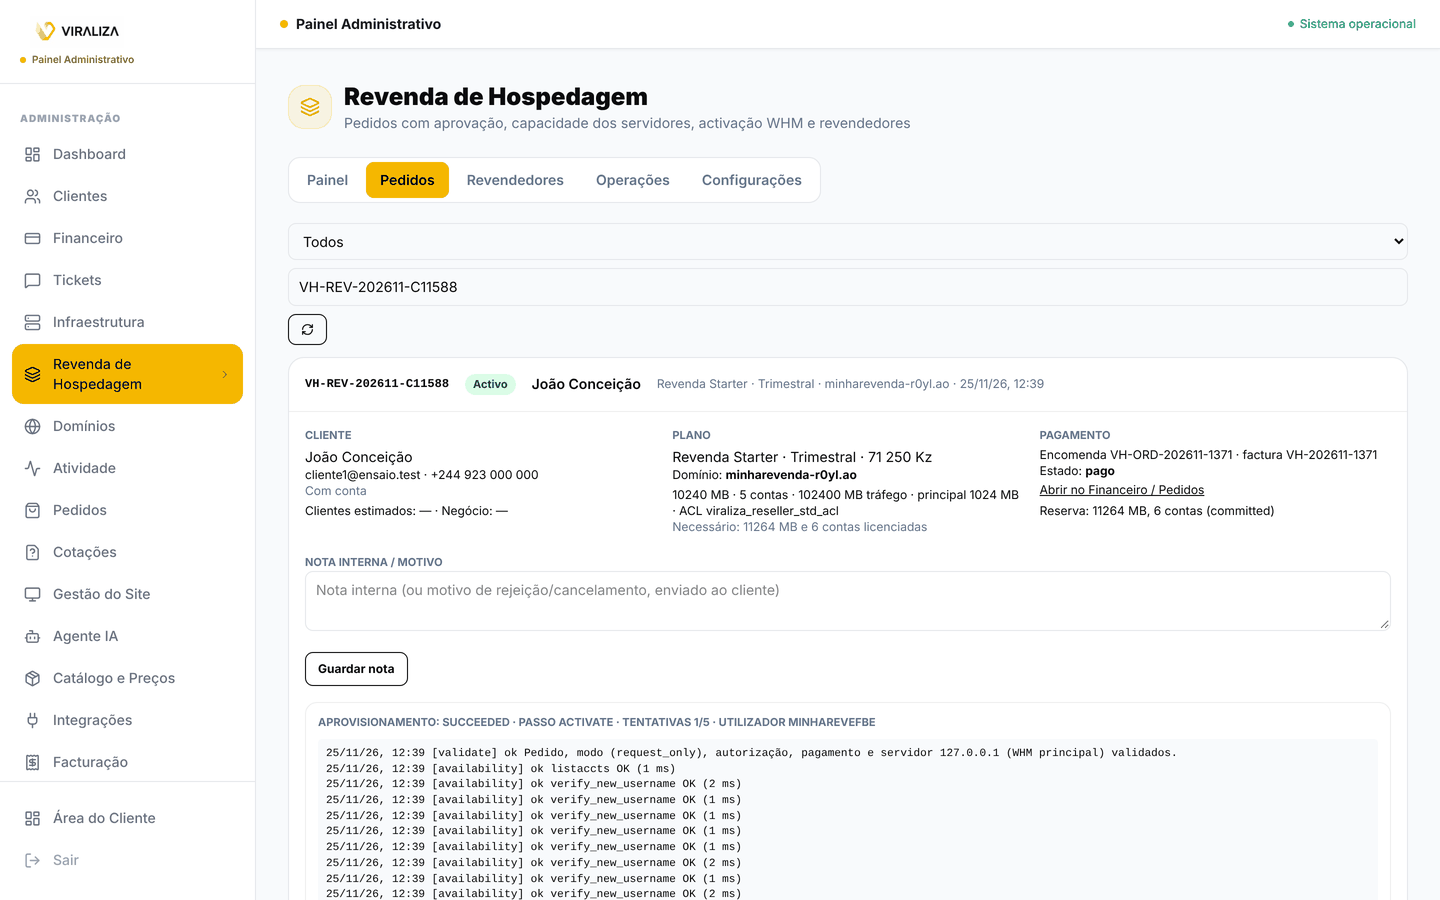 VIRALIZA
Painel Administrativo
ADMINISTRAÇÃO
Dashboard
Clientes
Financeiro
Tickets
Infraestrutura
Revenda de
Hospedagem
Domínios
Atividade
Pedidos
Cotações
Gestão do Site
Agente IA
Catálogo e Preços
Integrações
Facturação
Área do Cliente
Sair
Painel Administrativo
Sistema operacional
Revenda de Hospedagem
Pedidos com aprovação, capacidade dos servidores, activação WHM e revendedores
Painel
Pedidos
Revendedores
Operações
Configurações
Todos
VH-REV-202611-C11588
VH-REV-202611-C11588 Activo João Conceição Revenda Starter · Trimestral · minharevenda-r0yl.ao · 25/11/26, 12:39
CLIENTE
João Conceição
cliente1@ensaio.test · +244 923 000 000
Com conta
Clientes estimados: — · Negócio: —
PLANO
Revenda Starter · Trimestral · 71 250 Kz
Domínio: minharevenda-r0yl.ao
10240 MB · 5 contas · 102400 MB tráfego · principal 1024 MB
· ACL viraliza_reseller_std_acl
Necessário: 11264 MB e 6 contas licenciadas
PAGAMENTO
Encomenda VH-ORD-202611-1371 · factura VH-202611-1371
Estado: pago
Abrir no Financeiro / Pedidos
Reserva: 11264 MB, 6 contas (committed)
NOTA INTERNA / MOTIVO
Nota interna (ou motivo de rejeição/cancelamento, enviado ao cliente)
Guardar nota
APROVISIONAMENTO: SUCCEEDED · PASSO ACTIVATE · TENTATIVAS 1/5 · UTILIZADOR MINHAREVEFBE
25/11/26, 12:39 [validate] ok Pedido, modo (request_only), autorização, pagamento e servidor 127.0.0.1 (WHM principal) validados.
25/11/26, 12:39 [availability] ok listaccts OK (1 ms)
25/11/26, 12:39 [availability] ok verify_new_username OK (2 ms)
25/11/26, 12:39 [availability] ok verify_new_username OK (1 ms)
25/11/26, 12:39 [availability] ok verify_new_username OK (1 ms)
25/11/26, 12:39 [availability] ok verify_new_username OK (1 ms)
25/11/26, 12:39 [availability] ok verify_new_username OK (1 ms)
25/11/26, 12:39 [availability] ok verify_new_username OK (2 ms)
25/11/26, 12:39 [availability] ok verify_new_username OK (1 ms)
25/11/26, 12:39 [availability] ok verify_new_username OK (2 ms)